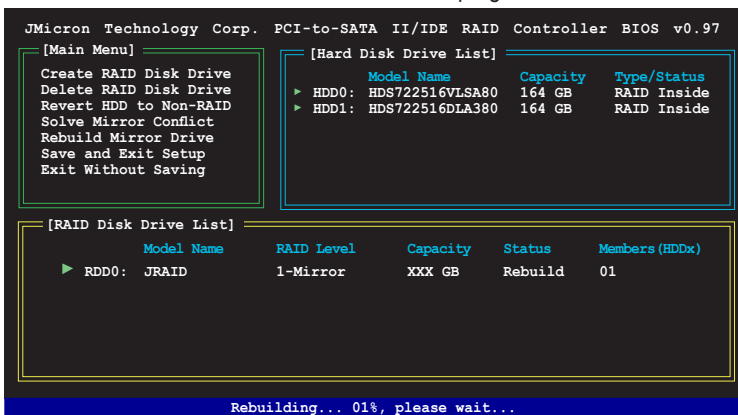 JMicron Technology Corp. PCI-to-SATA II/IDE RAID Controller BIOS v0.97
[Main Menu]
Create RAID Disk Drive
Delete RAID Disk Drive
Revert HDD to Non-RAID
Solve Mirror Conflict
Rebuild Mirror Drive
Save and Exit Setup
Exit Without Saving
[Hard Disk Drive List]
Model Name Capacity Type/Status
HDD0: HDS722516VLSA80 164 GB RAID Inside
HDD1: HDS722516DLA380 164 GB RAID Inside
[RAID Disk Drive List]
Model Name RAID Level Capacity Status Members(HDDx)
RDD0: JRAID 1-Mirror XXX GB Rebuild 01
Rebuilding... 01%, please wait...